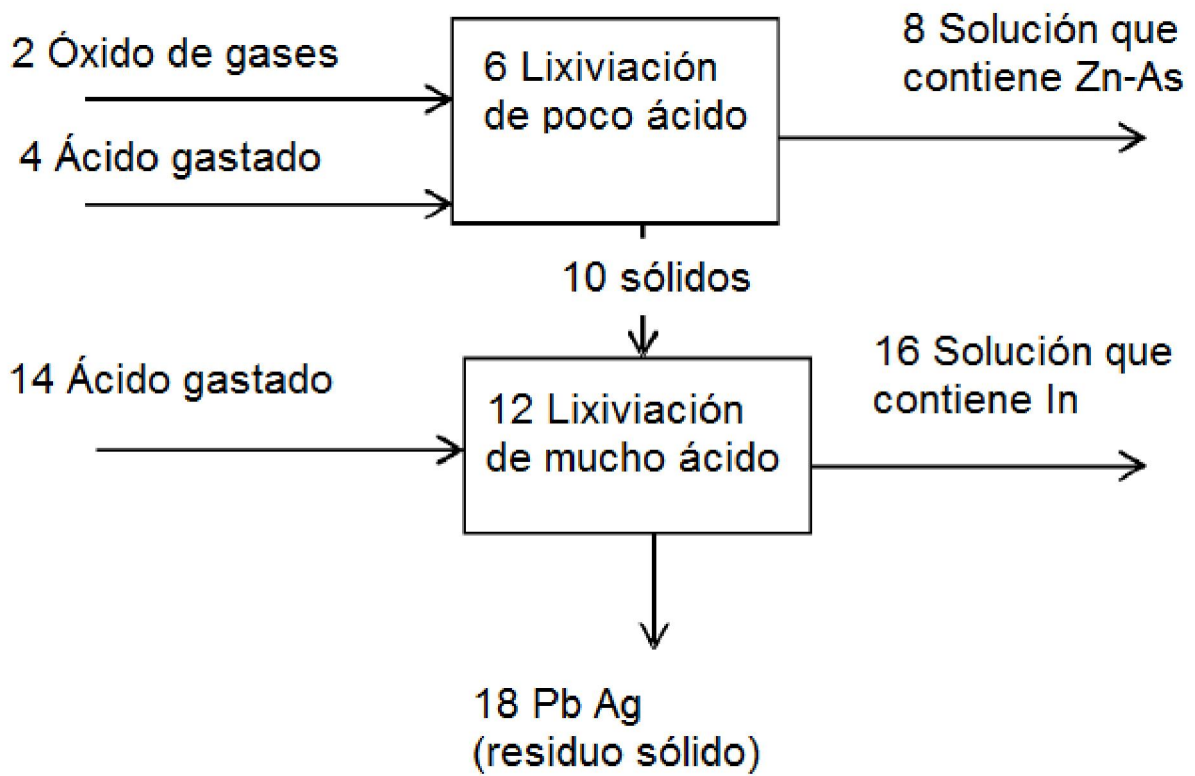 2 Óxido de gases
4 Ácido gastado
6 Lixiviación
de poco ácido
8 Solución que
contiene Zn-As
10 sólidos
14 Ácido gastado
12 Lixiviación
de mucho ácido
16 Solución que
contiene In
18 Pb Ag
(residuo sólido)